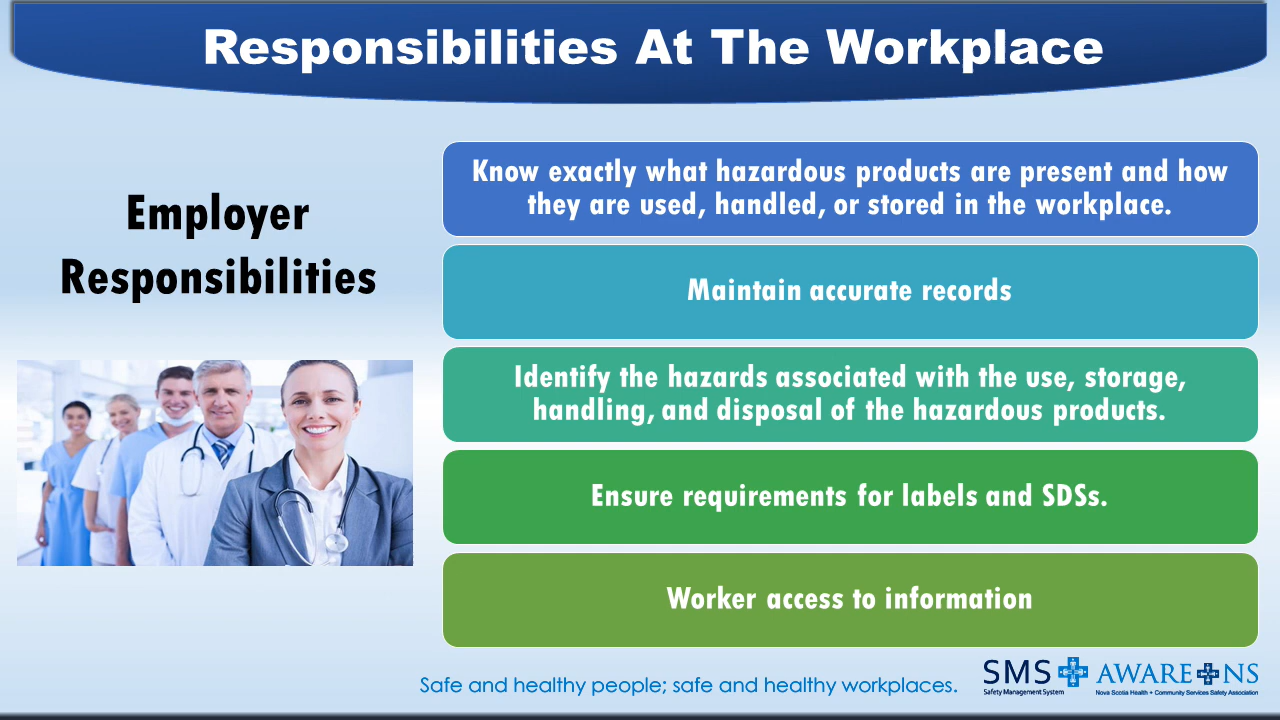 Responsibilities At The Workplace
Employer
Responsibilities
Know exactly what hazardous products are present and how
they are used, handled, or stored in the workplace.
Maintain accurate records
Identify the hazards associated with the use, storage,
handling, and disposal of the hazardous products.
Ensure requirements for labels and SDSs.
Worker access to information
Safe and healthy people; safe and healthy workplaces.
SMS
Safety Management System
AWARE NS
Nova Scotia Health + Community Services Safety Association